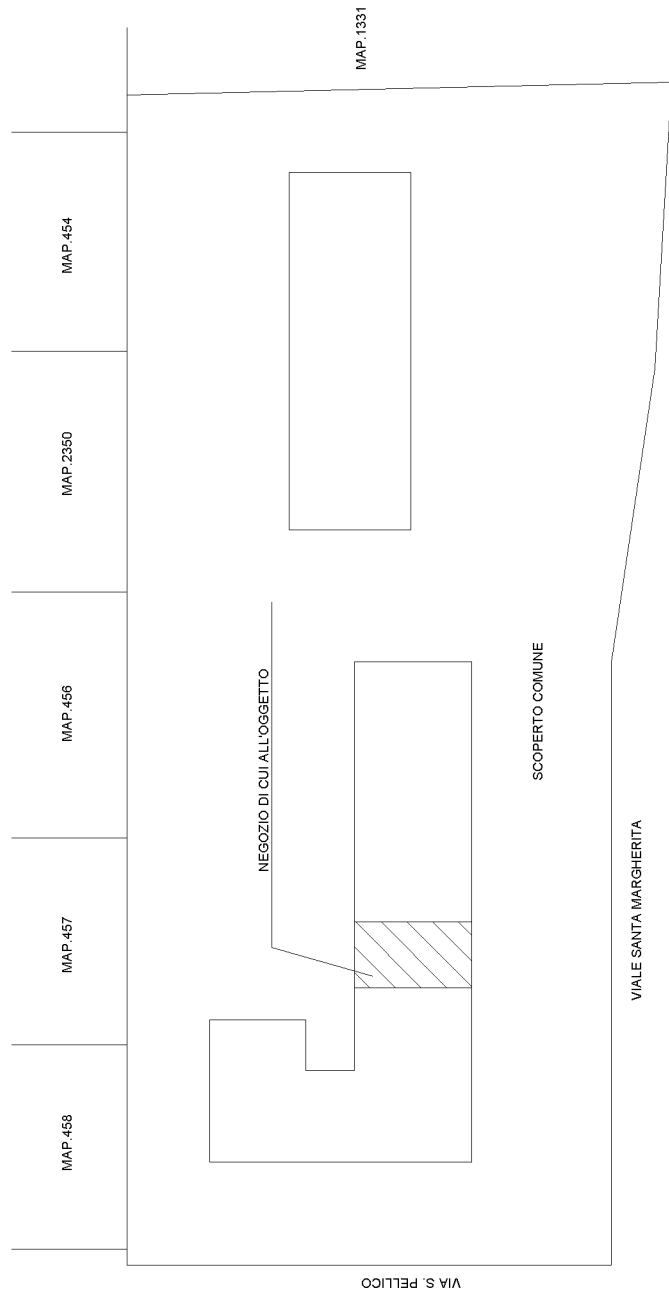 MAP.458
MAP.457
MAP.456
MAP.2350
MAP.454
MAP.1331
NEGOZIO DI CUI ALL'OGGETTO
SCOPERTO COMUNE
VIALE SANTA MARGHERITA
VIA S. PELLICO